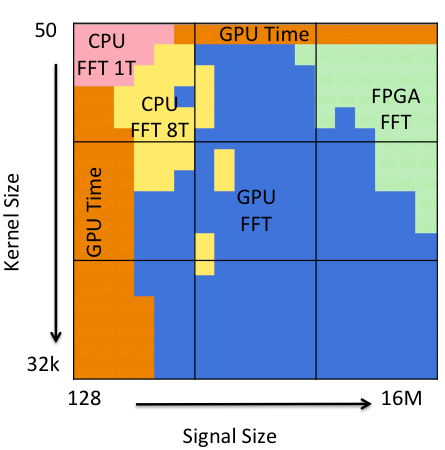 50
GPU Time
CPU
FFT 1T
CPU
FFT 8T
FPGA
FFT
Kernel Size
GPU Time
GPU
FFT
32k
128
16M
Signal Size